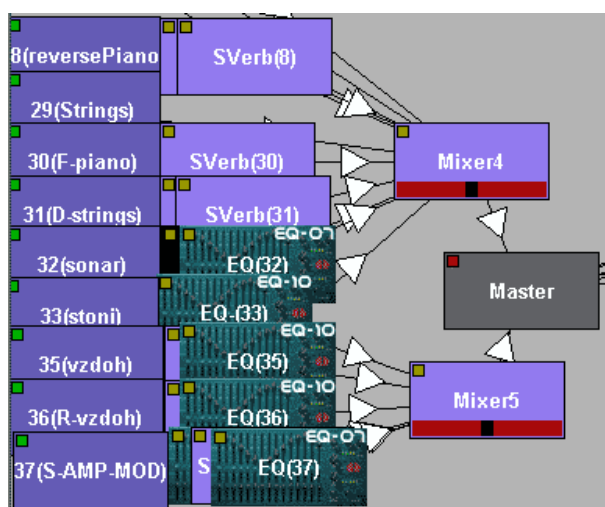 8(reversePiano
SVerb(8)
29(Strings)
30(F-piano)
SVerb(30)
Mixer4
31(D-strings)
SVerb(31)
EQ-07
32(sonar)
EQ(32)
EQ-10
33(stoni)
EQ-(33)
Master
EQ-10
35(vzdoh)
EQ(35)
EQ-10
36(R-vzdoh)
EQ(36)
Mixer5
EQ-07
37(S-AMP-MOD)
S
EQ(37)